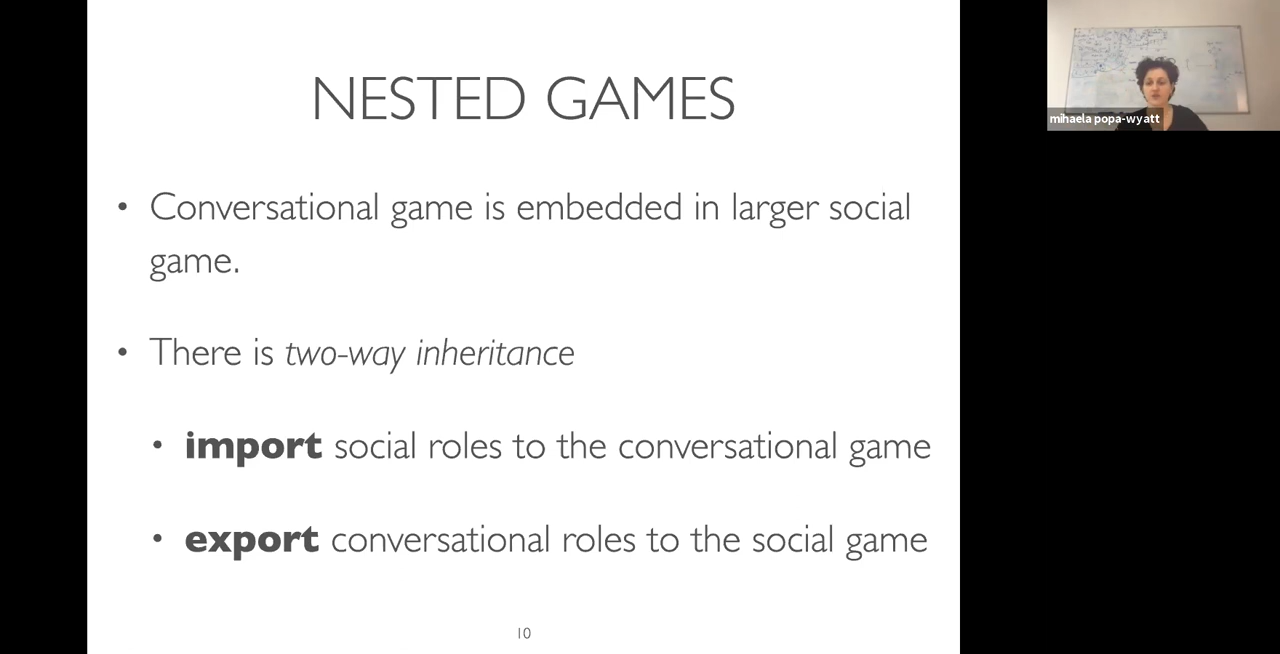 NESTED GAMES
• Conversational game is embedded in larger social
game.
• There is two-way inheritance
• import social roles to the conversational game
• export conversational roles to the social game
10
mihaela popa-wyatt